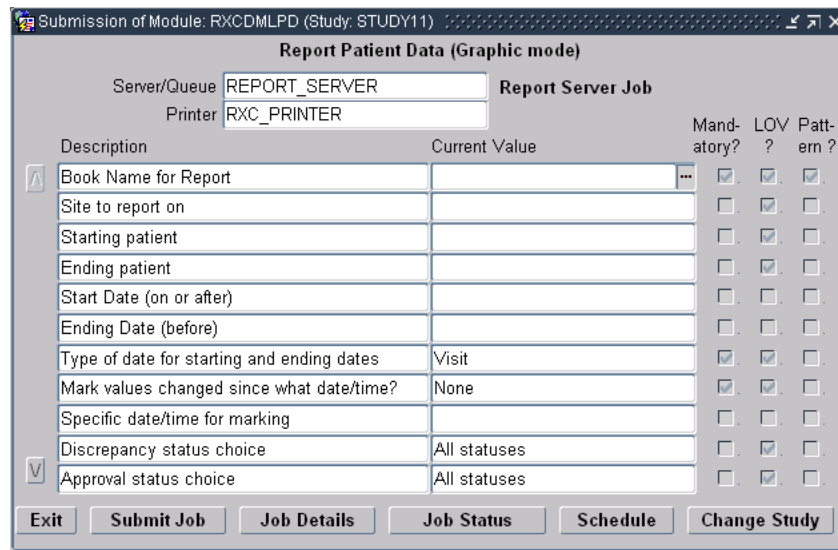 Submission of Module: RXCDMLPD (Study: STUDY11)
Report Patient Data (Graphic mode)
Server/Queue REPORT_SERVER Report Server Job
Printer RXC_PRINTER
Mand- LOV Patt-
Description Current Value atory? ? ern ?
Book Name for Report ...
Site to report on
Starting patient
Ending patient
Start Date (on or after)
Ending Date (before)
Type of date for starting and ending dates Visit
Mark values changed since what date/time? None
Specific date/time for marking
Discrepancy status choice All statuses
Approval status choice All statuses
Exit Submit Job Job Details Job Status Schedule Change Study